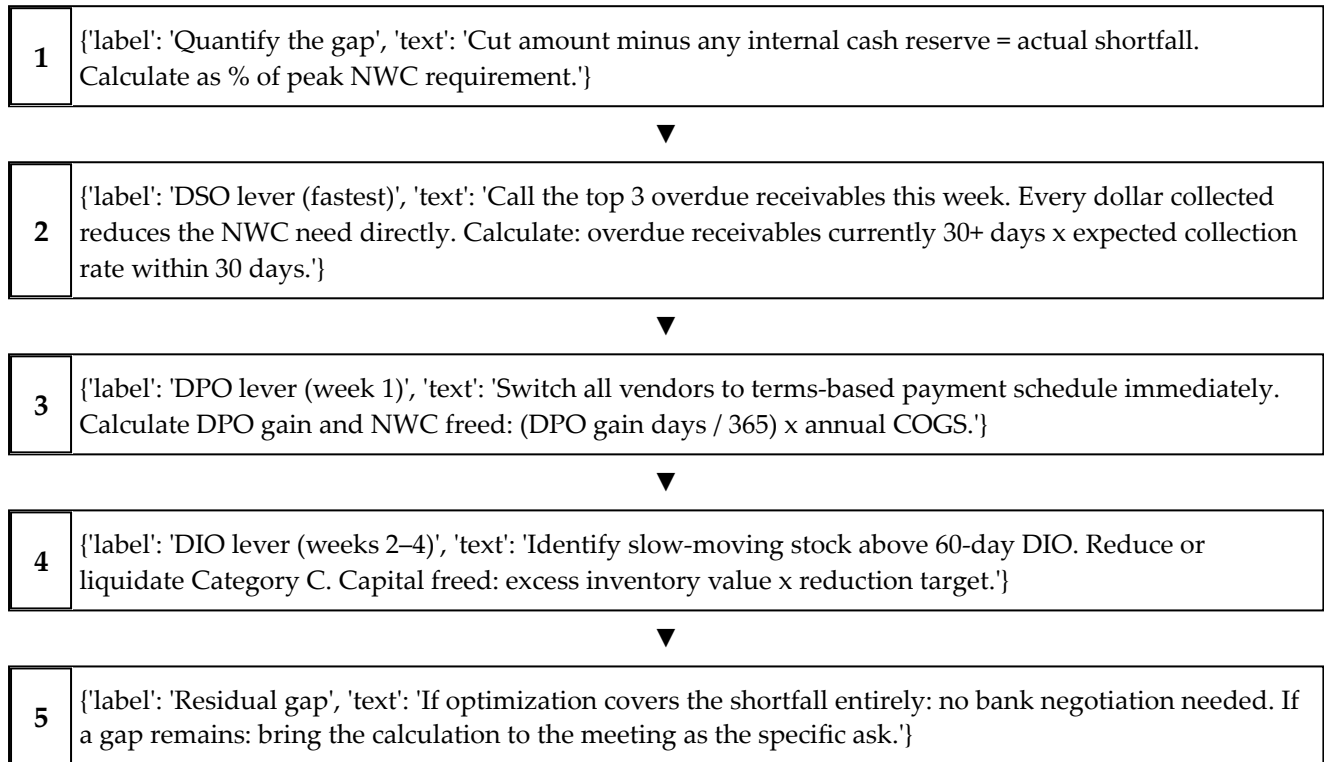 1
{'label': 'Quantify the gap', 'text': 'Cut amount minus any internal cash reserve = actual shortfall.
Calculate as % of peak NWC requirement.'}
▼
2
{'label': 'DSO lever (fastest)', 'text': 'Call the top 3 overdue receivables this week. Every dollar collected
reduces the NWC need directly. Calculate: overdue receivables currently 30+ days x expected collection
rate within 30 days.'}
▼
3
{'label': 'DPO lever (week 1)', 'text': 'Switch all vendors to terms-based payment schedule immediately.
Calculate DPO gain and NWC freed: (DPO gain days / 365) x annual COGS.'}
▼
4
{'label': 'DIO lever (weeks 2–4)', 'text': 'Identify slow-moving stock above 60-day DIO. Reduce or
liquidate Category C. Capital freed: excess inventory value x reduction target.'}
▼
5
{'label': 'Residual gap', 'text': 'If optimization covers the shortfall entirely: no bank negotiation needed. If
a gap remains: bring the calculation to the meeting as the specific ask.'}